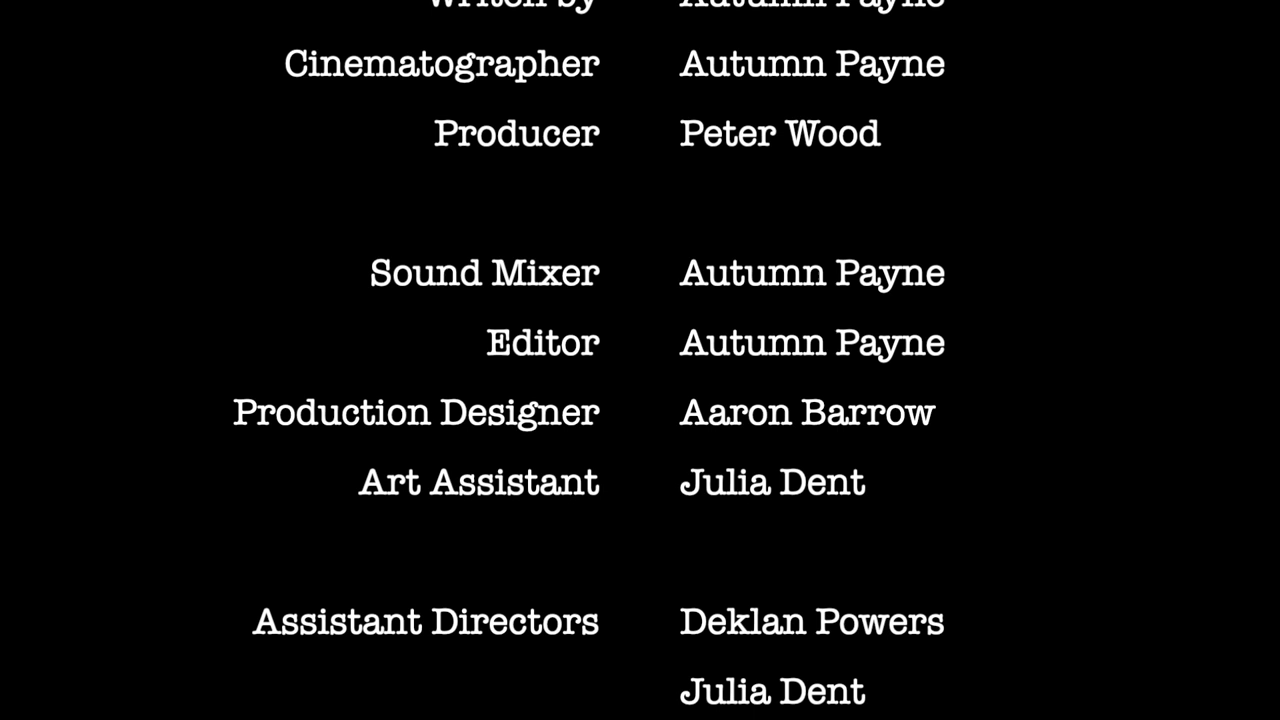 Written by Autumn Payne
Cinematographer Autumn Payne
Producer Peter Wood
Sound Mixer Autumn Payne
Editor Autumn Payne
Production Designer Aaron Barrow
Art Assistant Julia Dent
Assistant Directors Deklan Powers
Julia Dent